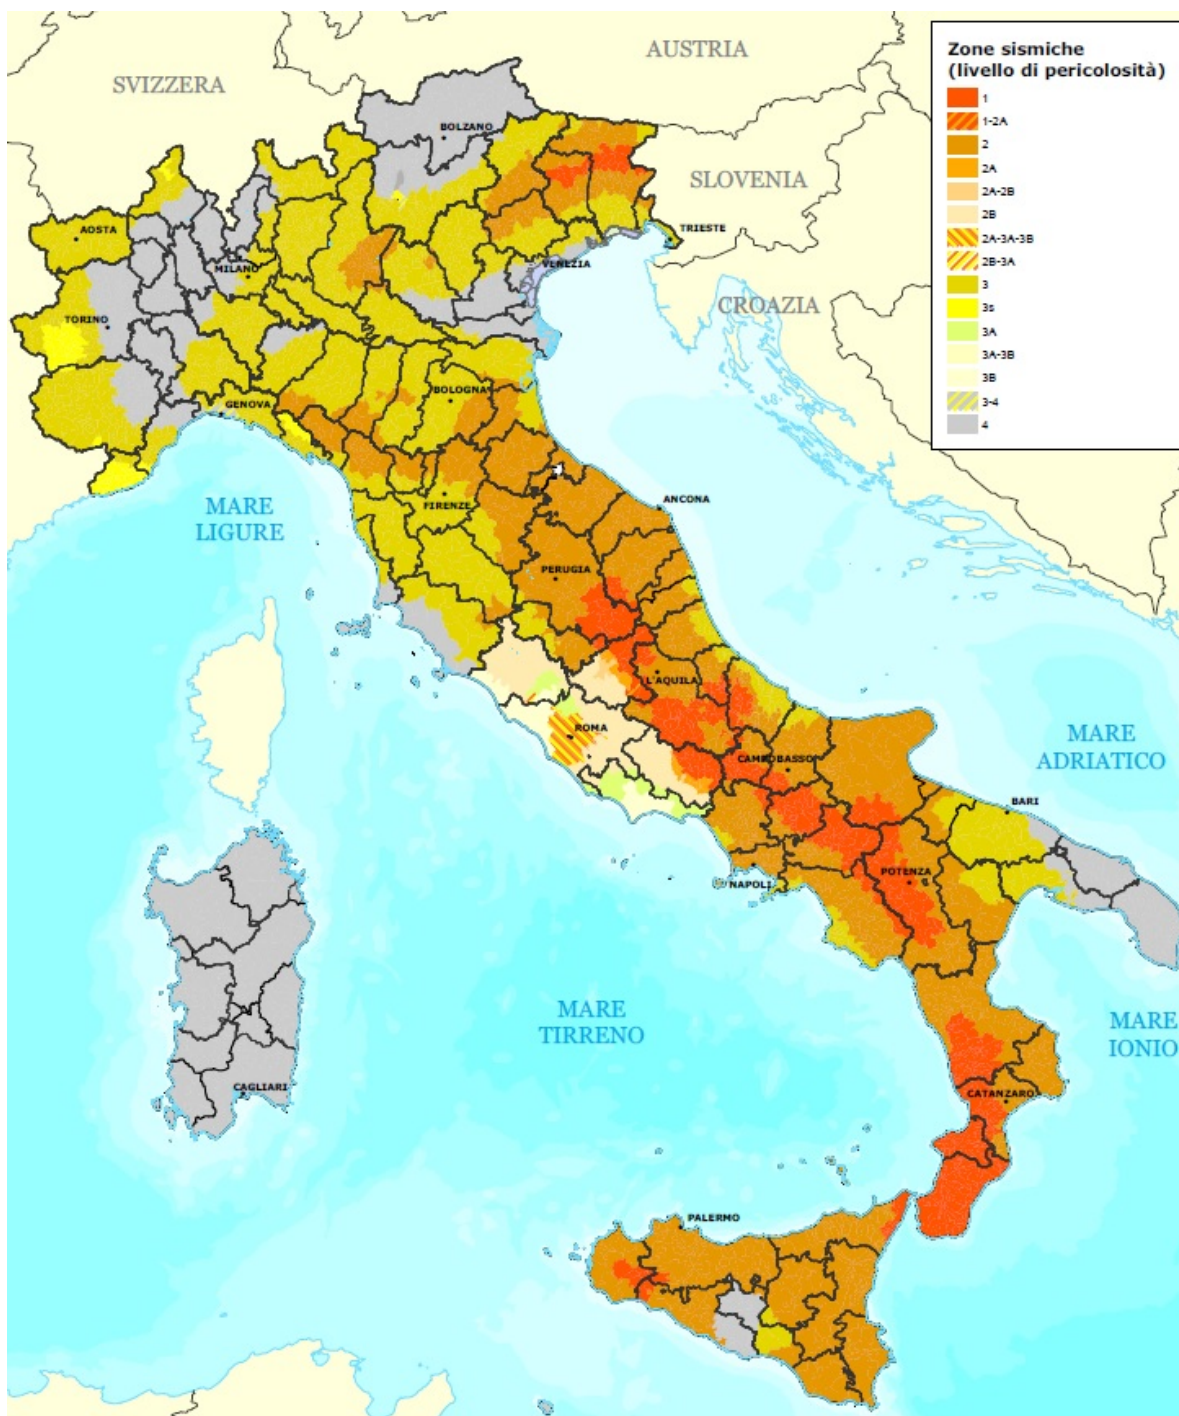 Zone sismiche
(livello di pericolosità)
1
1-2A
2
2A
2A-2B
2B
2A-3A-3B
2B-3A
3
3s
3A
3A-3B
3B
3-4
4
AUSTRIA
SVIZZERA
BOLZANO
SLOVENIA
AOSTA
TRIESTE
MILANO
VENEZIA
CROAZIA
TORINO
BOLOGNA
GENOVA
MARE
LIGURE
FIRENZE
ANCONA
PERUGIA
L'AQUILA
ROMA
MARE
ADRIATICO
CAMPOBASSO
BARI
NAPOLI
POTENZA
MARE
TIRRENO
MARE
IONIO
CAGLIARI
CATANZARO
PALERMO